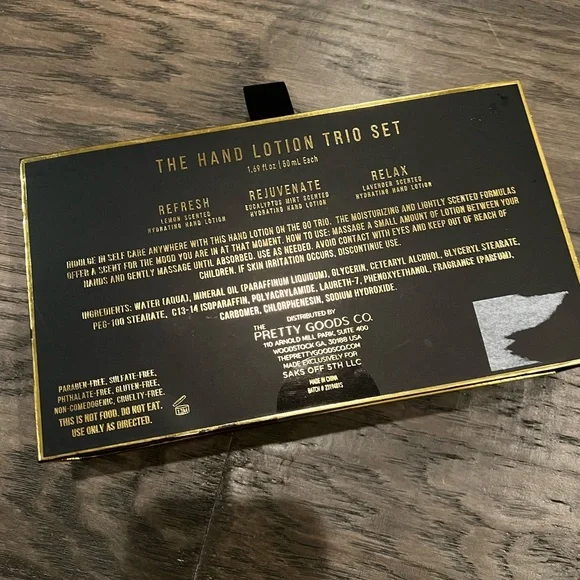 THE HAND LOTION TRIO SET
1.69 fl oz | 50 mL Each
REFRESH
LEMON SCENTED
HYDRATING HAND LOTION
REJUVENATE
EUCALYPTUS MINT SCENTED
HYDRATING HAND LOTION
RELAX
LAVENDER SCENTED
HYDRATING HAND LOTION
INDULGE IN SELF CARE ANYWHERE WITH THIS HAND LOTION ON THE GO TRIO. THE MOISTURIZING AND LIGHTLY SCENTED FORMULAS
OFFER A SCENT FOR THE MOOD YOU ARE IN AT THAT MOMENT. HOW TO USE: MASSAGE A SMALL AMOUNT OF LOTION BETWEEN YOUR
HANDS AND GENTLY MASSAGE UNTIL ABSORBED. USE AS NEEDED. AVOID CONTACT WITH EYES AND KEEP OUT OF REACH OF
CHILDREN. IF SKIN IRRITATION OCCURS, DISCONTINUE USE.
INGREDIENTS: WATER (AQUA), MINERAL OIL (PARAFFINUM LIQUIDUM), GLYCERIN, CETEARYL ALCOHOL, GLYCERYL STEARATE,
PEG-100 STEARATE, C13-14 ISOPARAFFIN, POLYACRYLAMIDE, LAURETH-7, PHENOXYETHANOL, FRAGRANCE (PARFUM),
CARBOMER, CHLORPHENESIN, SODIUM HYDROXIDE.
DISTRIBUTED BY
THE
PRETTY GOODS CO.
110 ARNOLD MILL PARK, SUITE 400
WOODSTOCK GA, 30188 USA
THEPRETTYGOODSCO.COM
MADE EXCLUSIVELY FOR
SAKS OFF 5TH LLC
MADE IN CHINA
PARABEN-FREE, SULFATE-FREE,
PHTHALATE-FREE, GLUTEN-FREE,
NON-COMEDOGENIC, CRUELTY-FREE.
THIS IS NOT FOOD. DO NOT EAT.
USE ONLY AS DIRECTED.
12M